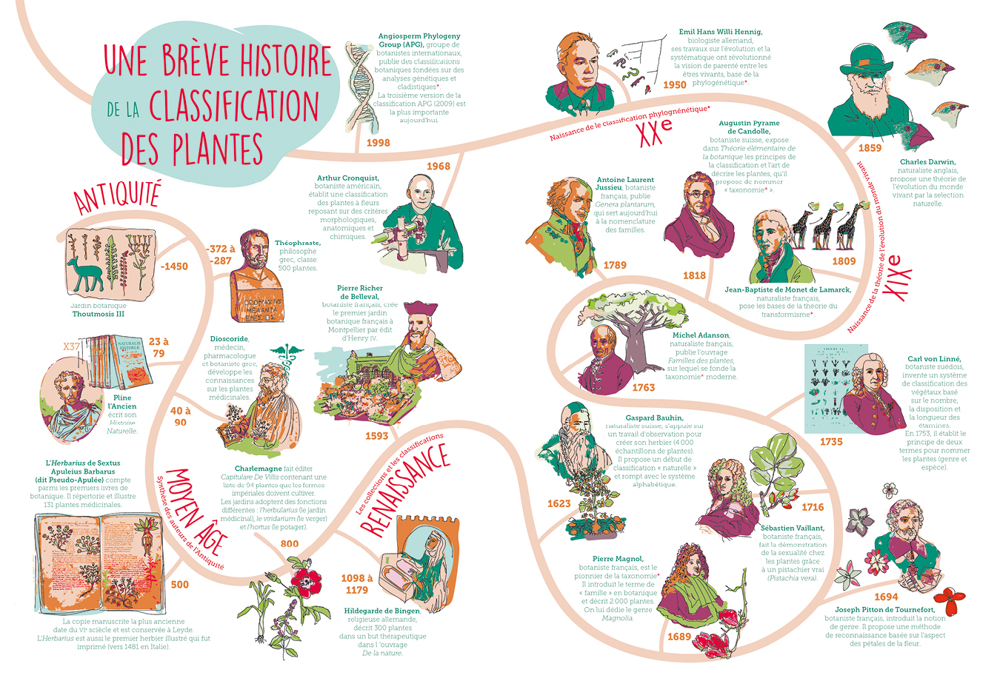 UNE BRÈVE HISTOIRE
DE LA CLASSIFICATION
DES PLANTES
ANTIQUITÉ
-1450
Jardin botanique
Thoutmosis III
-372 à
-287
Théophraste,
philosophe
grec, classe
500 plantes.
X37
NATURALIS
HISTORIÆ
23 à
79
Pline
l'Ancien
écrit son
Histoire
Naturelle.
Dioscoride,
médecin,
pharmacologue
et botaniste grec,
développe les
connaissances
sur les plantes
médicinales.
40 à
90
L'Herbarius de Sextus
Apuleius Barbarus
(dit Pseudo-Apulée) compte
parmi les premiers livres de
botanique. Il répertorie et illustre
131 plantes médicinales.
500
La copie manuscrite la plus ancienne
date du VIe sciècle et est conservée à Leyde.
L'Herbarius est aussi le premier herbier illustré qui fut
imprimé (vers 1481 en Italie).
MOYEN ÂGE
Synthèse des auteurs de l'Antiquité
Charlemagne fait éditer
Capitulare De Villis contenant une
liste de 94 plantes que les fermes
impériales doivent cultiver.
Les jardins adoptent des fonctions
différentes : l'herbularius (le jardin
médicinal), le viridarium (le verger)
et l'hortus (le potager).
800
1098 à
1179
Hildegarde de Bingen,
religieuse allemande,
décrit 300 plantes
dans un but thérapeutique
dans l 'ouvrage
De la nature.
Les collections et les classifications
RENAISSANCE
Pierre Richer
de Belleval,
botaniste français, crée
le premier jardin
botanique français à
Montpellier par édit
d'Henry IV.
1593
Gaspard Bauhin,
naturaliste suisse, s'appuie sur
un travail d'observation pour
créer son herbier (4 000
échantillons de plantes).
Il propose un début de
classification « naturelle »
et rompt avec le système
alphabétique.
1623
Pierre Magnol,
botaniste français, est le
pionnier de la taxonomie*.
Il introduit le terme de
« famille » en botanique
et décrit 2 000 plantes.
On lui dédie le genre
Magnolia.
1689
1694
Joseph Pitton de Tournefort,
botaniste français, introduit la notion
de genre. Il propose une méthode
de reconnaissance basée sur l'aspect
des pétales de la fleur.
1716
Sébastien Vaillant,
botaniste français,
fait la démonstration
de la sexualité chez
les plantes grâce
à un pistachier vrai
(Pistachia vera).
1735
Carl von Linné,
botaniste suédois,
invente un système
de classification des
végétaux basé
sur le nombre,
la disposition et
la longueur des
étamines.
En 1753, il établit le
principe de deux
termes pour nommer
les plantes (genre et
espèce).
Michel Adanson,
naturaliste français,
publie l'ouvrage
Familles des plantes,
sur lequel se fonde la
taxonomie* moderne.
1763
Antoine Laurent
Jussieu, botaniste
français, publie
Genera plantarum,
qui sert aujourd'hui
à la nomenclature
des familles.
1789
Augustin Pyrame
de Candolle,
botaniste suisse, expose
dans Théorie élémentaire de
la botanique les principes de
la classification et l'art de
décrire les plantes, qu'il
propose de nommer
« taxonomie* ».
1818
1809
Jean-Baptiste de Monet de Lamarck,
naturaliste français,
pose les bases de la théorie du
transformisme*.
Naissance de la théorie de l'évolution du monde vivant
XIXe
1859
Charles Darwin,
naturaliste anglais,
propose une théorie de
l'évolution du monde
vivant par la selection
naturelle.
Naissance de le classification phylognénétique*
XXe
Emil Hans Willi Hennig,
biologiste allemand,
ses travaux sur l'évolution et la
systématique ont révolutionné
la vision de parenté entre les
êtres vivants, base de la
phylogénétique*.
1950
1968
Arthur Cronquist,
botaniste américain,
établit une classification
des plantes à fleurs
reposant sur des critères
morphologiques,
anatomiques et
chimiques.
Angiosperm Phylogeny
Group (APG), groupe de
botanistes internationaux,
publie des classifications
botaniques fondées sur des
analyses génétiques et
cladistiques*.
La troisième version de la
classification APG (2009) est
la plus importante
aujourd'hui.
1998